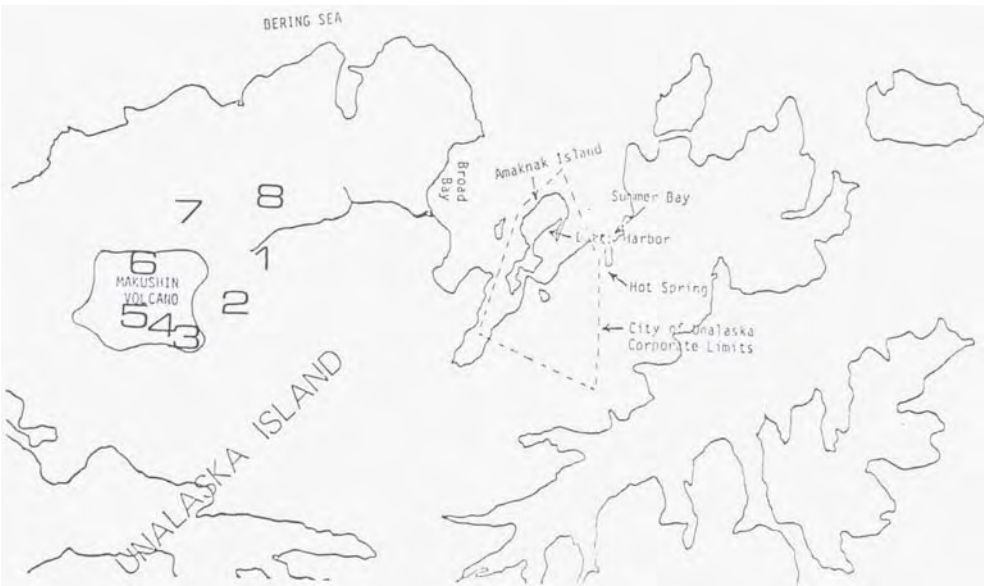 BERING SEA
Broad
Bay
Amaknak Island
Summer Bay
Harbor
Hot Spring
City of Unalaska
Corporate Limits
7
8
1
6
MAKUSHIN
VOLCANO
2
5
4
3
UNALASKA ISLAND